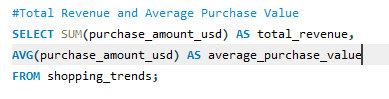 #Total Revenue and Average Purchase Value
SELECT SUM(purchase_amount_usd) AS total_revenue,
AVG(purchase_amount_usd) AS average_purchase_value
FROM shopping_trends;